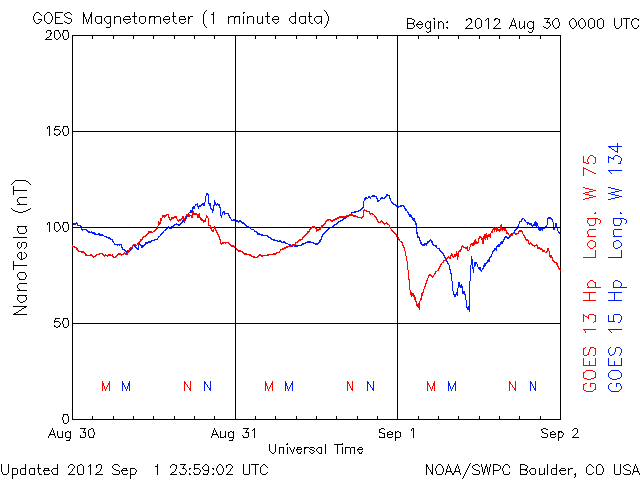 GOES Magnetometer (1 minute data)
Begin: 2012 Aug 30 0000 UTC
200
150
100
50
0
NanoTesla (nT)
M M N N M M N N M M N N
Aug 30 Aug 31 Sep 1 Sep 2
Universal Time
GOES 13 Hp Long. W 75
GOES 15 Hp Long. W 134
Updated 2012 Sep 1 23:59:02 UTC
NOAA/SWPC Boulder, CO USA